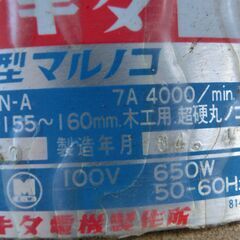 キタ
型マルノコ
N-A 7A 4000/min.
155~160mm.木工用.超硬丸ノコ
製造年月
100V 650W
50-60Hz
キタ電機製作所
814